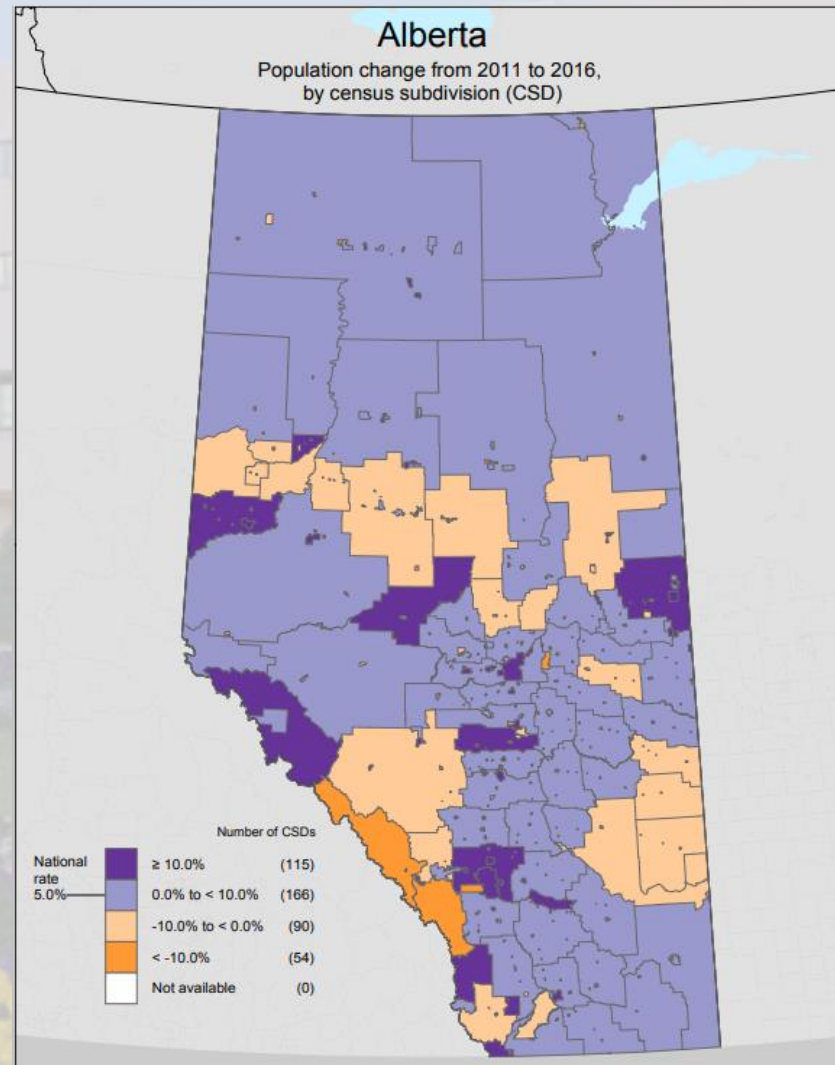 Alberta
Population change from 2011 to 2016,
by census subdivision (CSD)
Number of CSDs
National
rate
5.0%
≥ 10.0% (115)
0.0% to < 10.0% (166)
-10.0% to < 0.0% (90)
< -10.0% (54)
Not available (0)